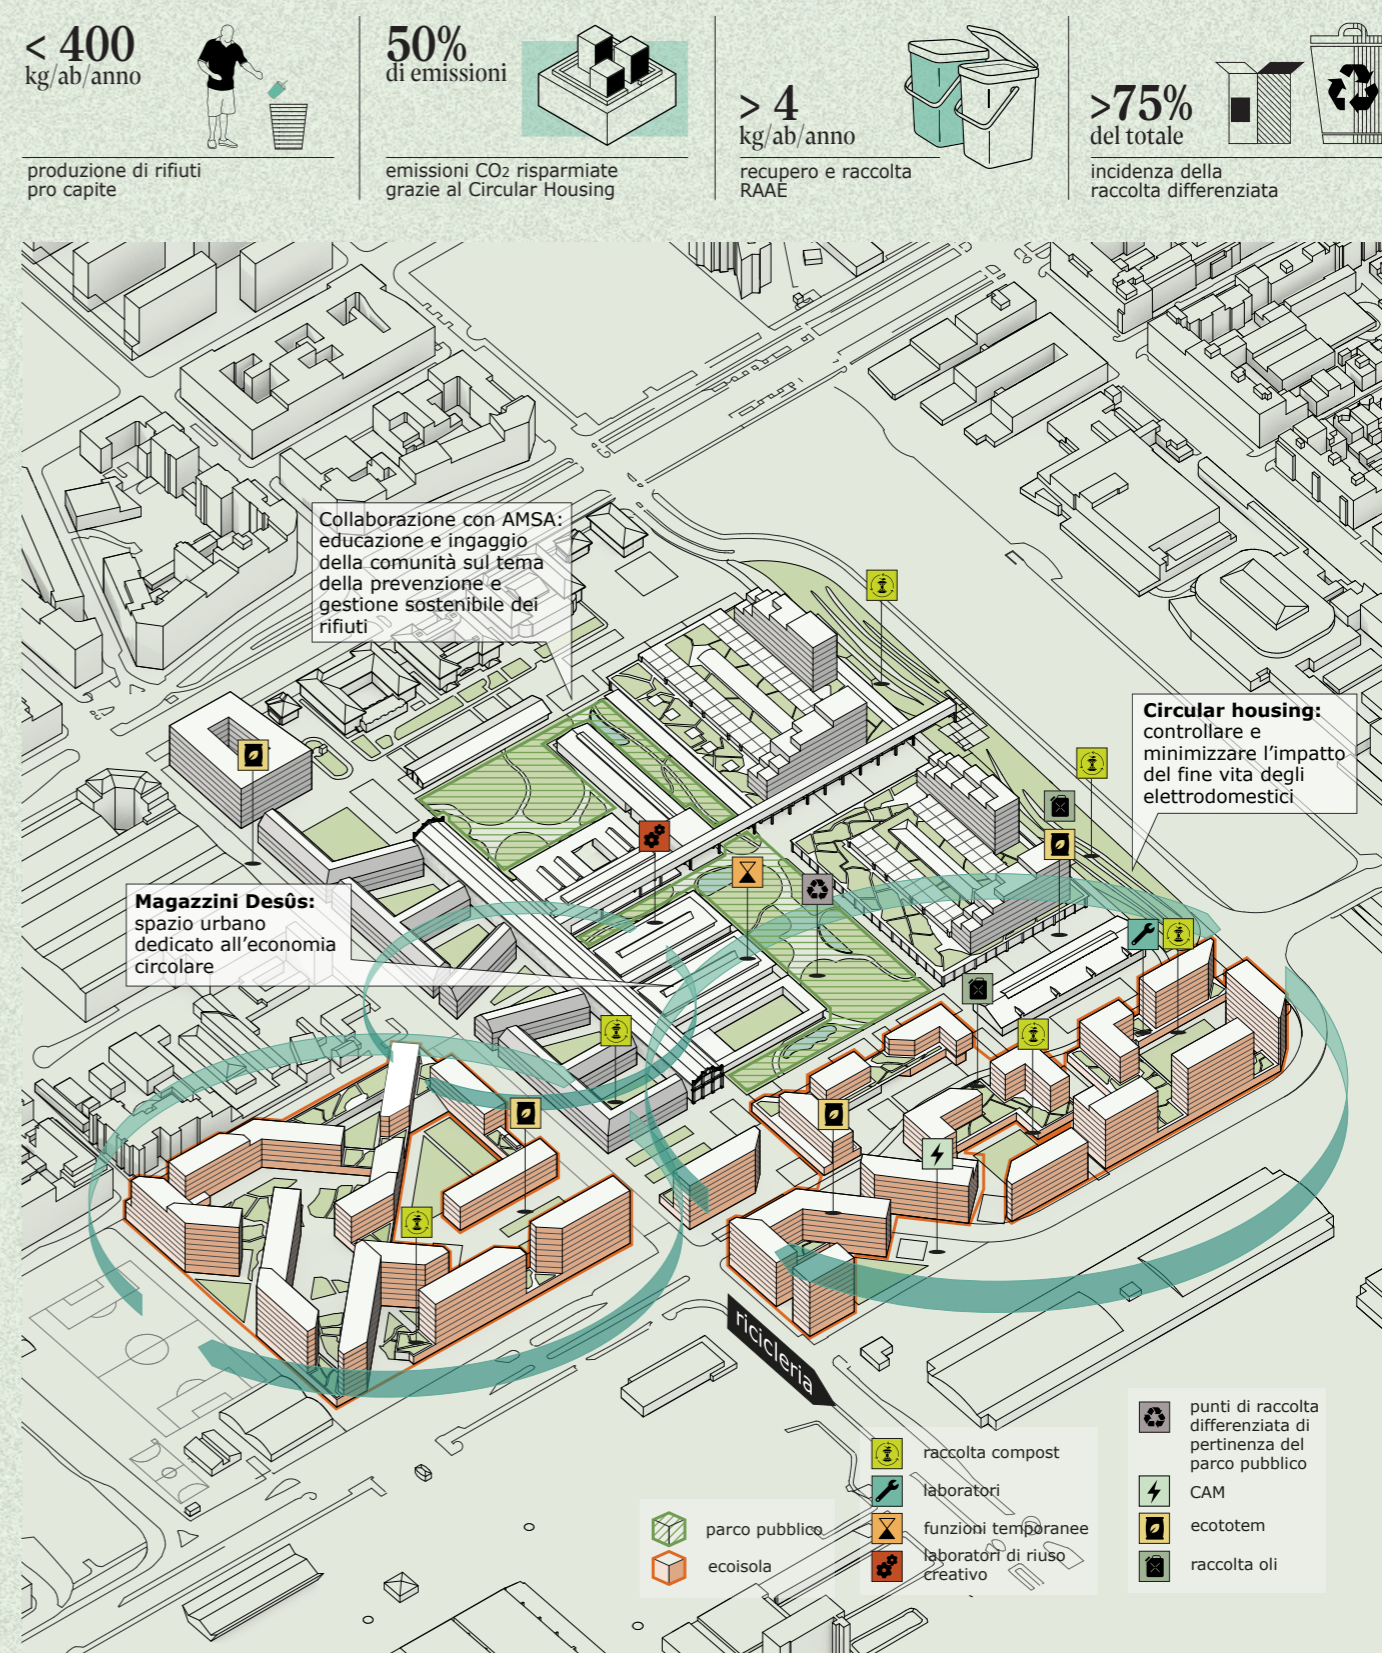 < 400
kg/ab/anno
produzione di rifiuti
pro capite
50%
di emissioni
emissioni CO2 risparmiate
grazie al Circular Housing
> 4
kg/ab/anno
recupero e raccolta
RAAE
>75%
del totale
incidenza della
raccolta differenziata
Collaborazione con AMSA:
educazione e ingaggio
della comunità sul tema
della prevenzione e
gestione sostenibile dei
rifiuti
Circular housing:
controllare e
minimizzare l'impatto
del fine vita degli
elettrodomestici
Magazzini Desûs:
spazio urbano
dedicato all'economia
circolare
ricicleria
parco pubblico
ecoisola
raccolta compost
laboratori
funzioni temporanee
laboratori di riuso
creativo
punti di raccolta
differenziata di
pertinenza del
parco pubblico
CAM
ecototem
raccolta oli